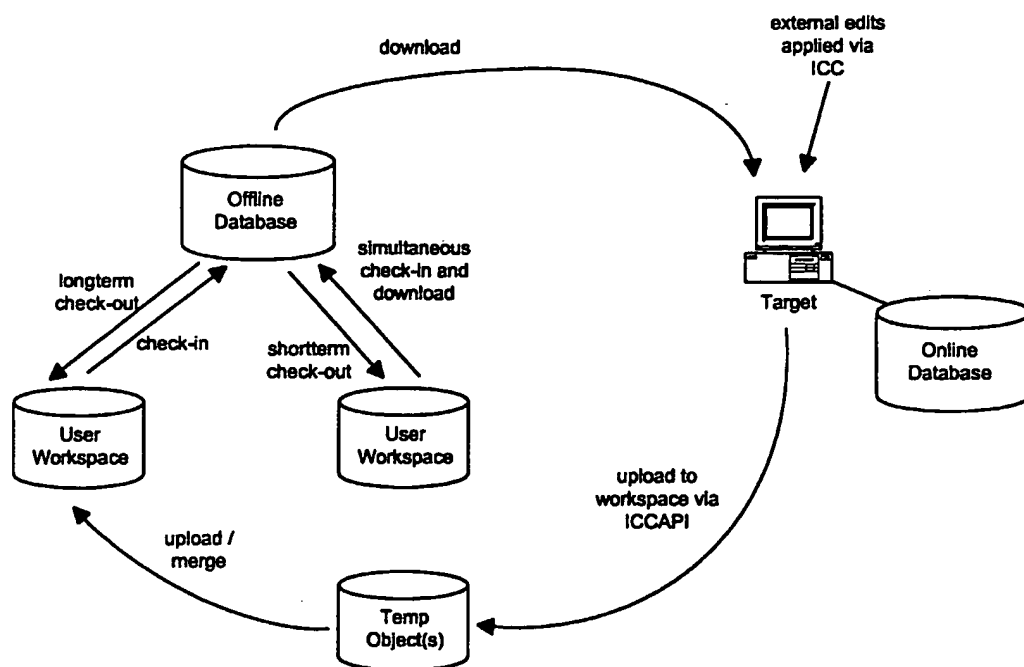 download
external edits
applied via
ICC
Offline
Database
simultaneous
check-in and
download
longterm
check-out
check-in
shortterm
check-out
Target
Online
Database
User
Workspace
User
Workspace
upload to
workspace via
ICCAPI
upload /
merge
Temp
Object(s)